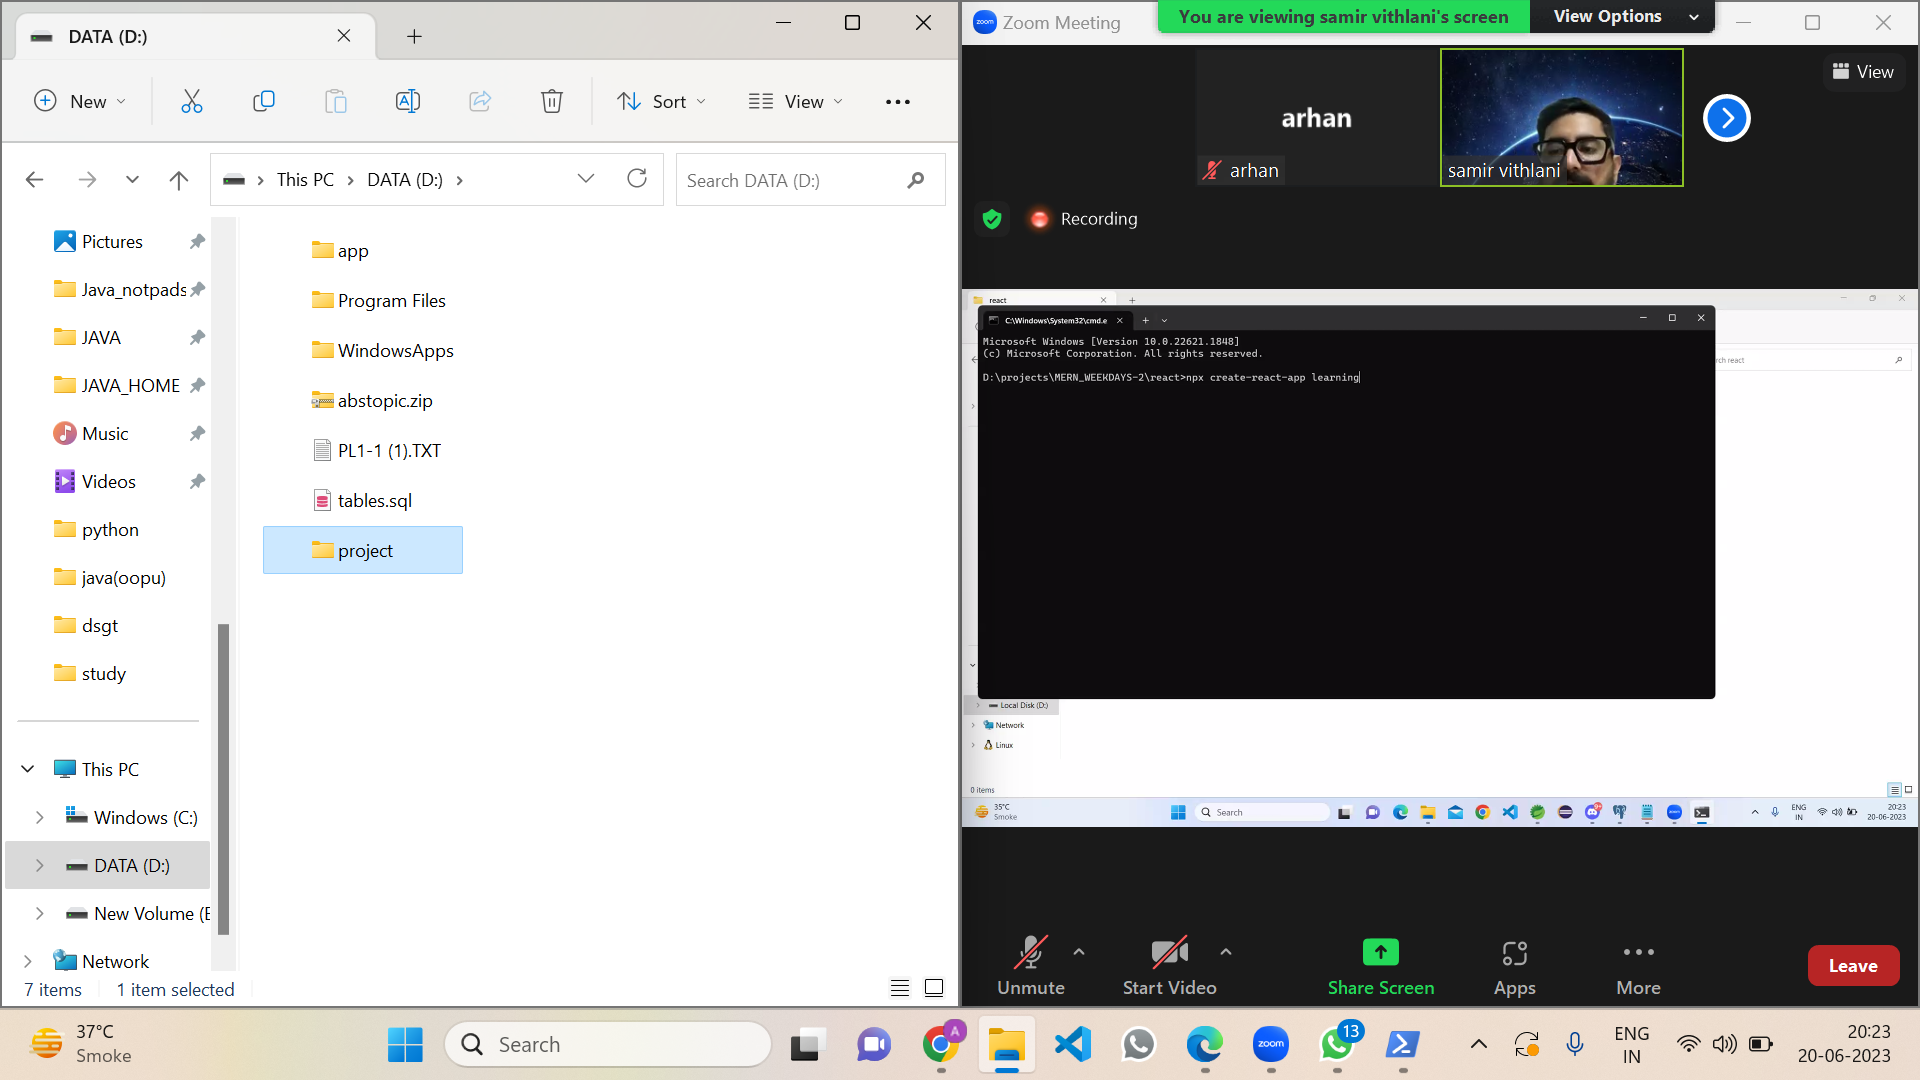 DATA (D:)
New
Sort
View
This PC
DATA (D:)
Search DATA (D:)
Pictures
Java_notpads
JAVA
JAVA_HOME
Music
Videos
python
java(oopu)
dsgt
study
This PC
Windows (C:)
DATA (D:)
New Volume (E
Network
app
Program Files
WindowsApps
abstopic.zip
PL1-1 (1).TXT
tables.sql
project
7 items
1 item selected
zoom
Zoom Meeting
You are viewing samir vithlani's screen
View Options
View
arhan
arhan
samir vithlani
Recording
react
C:\Windows\System32\cmd.e
Microsoft Windows [Version 10.0.22621.1848]
(c) Microsoft Corporation. All rights reserved.
D:\projects\MERN_WEEKDAYS-2\react>npx create-react-app learning
rch react
Local Disk (D:)
Network
Linux
0 items
35°C
Smoke
Search
ENG
IN
20:23
20-06-2023
Unmute
Start Video
Share Screen
Apps
More
Leave
37°C
Smoke
Search
A
zoom
13
ENG
IN
20:23
20-06-2023